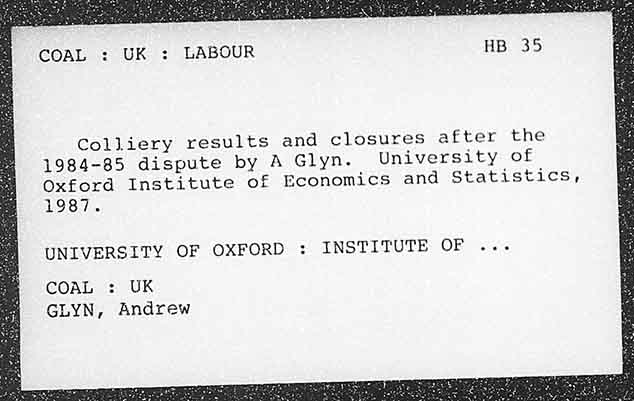 COAL : UK : LABOUR HB 35
Colliery results and closures after the
1984-85 dispute by A Glyn. University of
Oxford Institute of Economics and Statistics,
1987.
UNIVERSITY OF OXFORD : INSTITUTE OF ...
COAL : UK
GLYN, Andrew